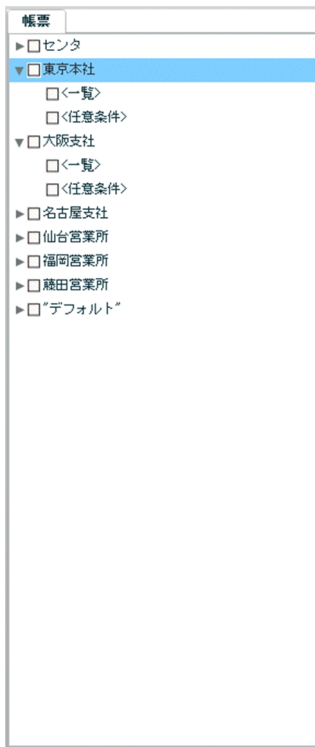 帳票
センタ
東京本社
<一覧>
<任意条件>
大阪支社
<一覧>
<任意条件>
名古屋支社
仙台営業所
福岡営業所
藤田営業所
"デフォルト"